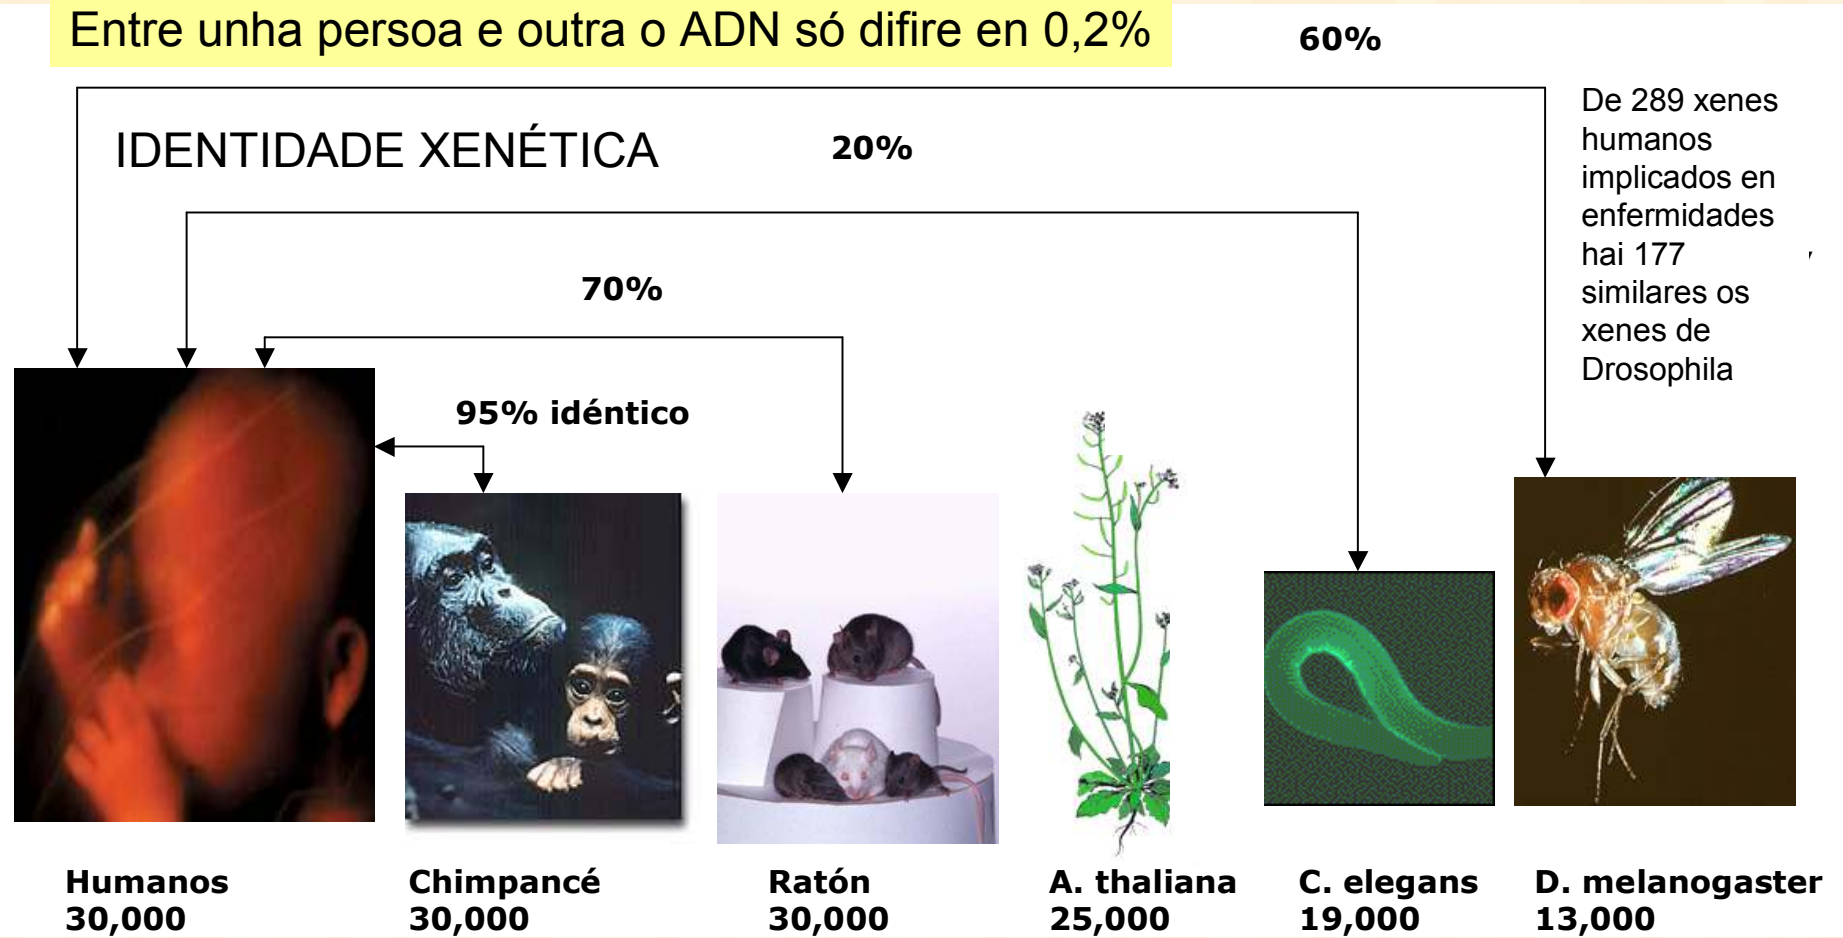 Entre unha persoa e outra o ADN só difire en 0,2%
60%
De 289 xenes
humanos
implicados en
enfermidades
hai 177
similares os
xenes de
Drosophila
IDENTIDADE XENÉTICA
20%
70%
95% idéntico
Humanos
30,000
Chimpancé
30,000
Ratón
30,000
A. thaliana
25,000
C. elegans
19,000
D. melanogaster
13,000